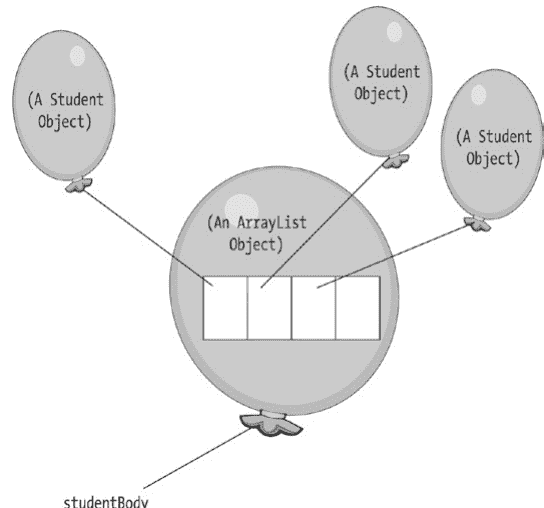 (A Student
Object)
(A Student
Object)
(A Student
Object)
(An ArrayList
Object)
studentBody